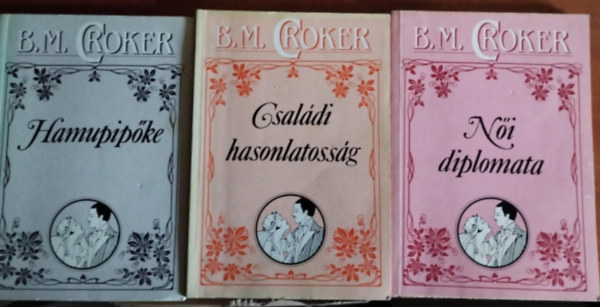 B.M. CROKER
Hamupipőke
B.M. CROKER
Családi
hasonlatosság
B.M. CROKER
Női
diplomata